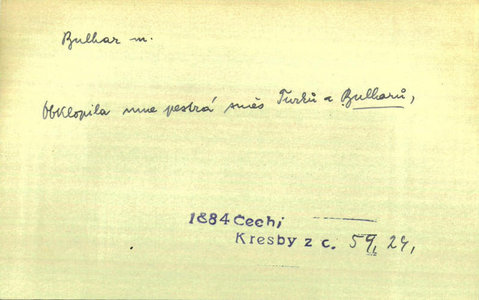 Bulhar m.
Obklopila mne pestrá směs Turků a Bulharů,
1884 Čech, 
Kresby z c. 59, 24,